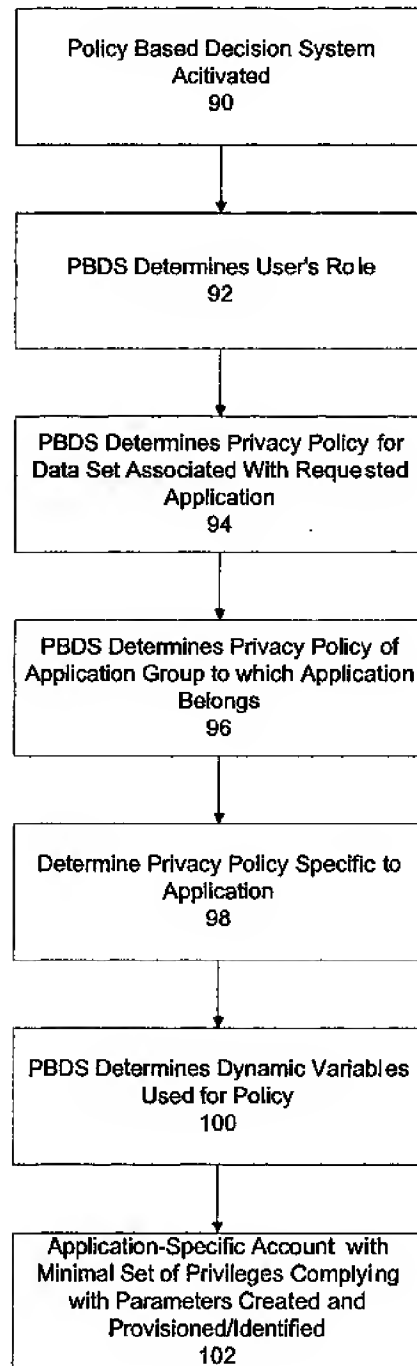 Policy Based Decision System
Acitivated
90
PBDS Determines User's Role
92
PBDS Determines Privacy Policy for
Data Set Associated With Requested
Application
94
PBDS Determines Privacy Policy of
Application Group to which Application
Belongs
96
Determine Privacy Policy Specific to
Application
98
PBDS Determines Dynamic Variables
Used for Policy
100
Application-Specific Account with
Minimal Set of Privileges Complying
with Parameters Created and
Provisioned/Identified
102